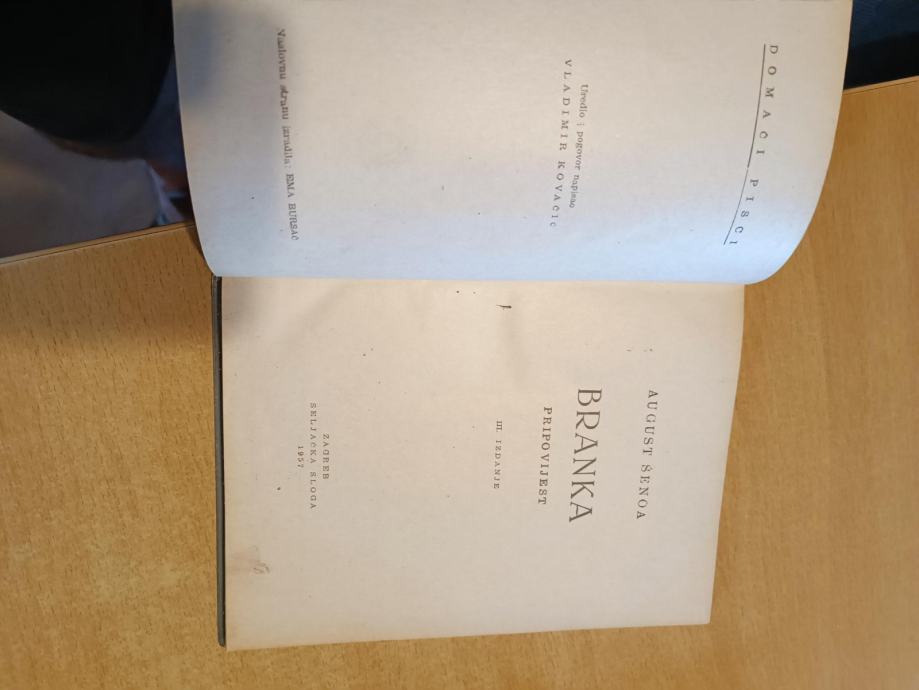 DOMAĆI PISCI
Uredio i pogovor napisao
VLADIMIR KOVAČIĆ
Naslovnu stranu izradila: EMA BURSAĆ
AUGUST ŠENOA
BRANKA
PRIPOVIJEST
III. IZDANJE
ZAGREB
SELJAČKA SLOGA
1957